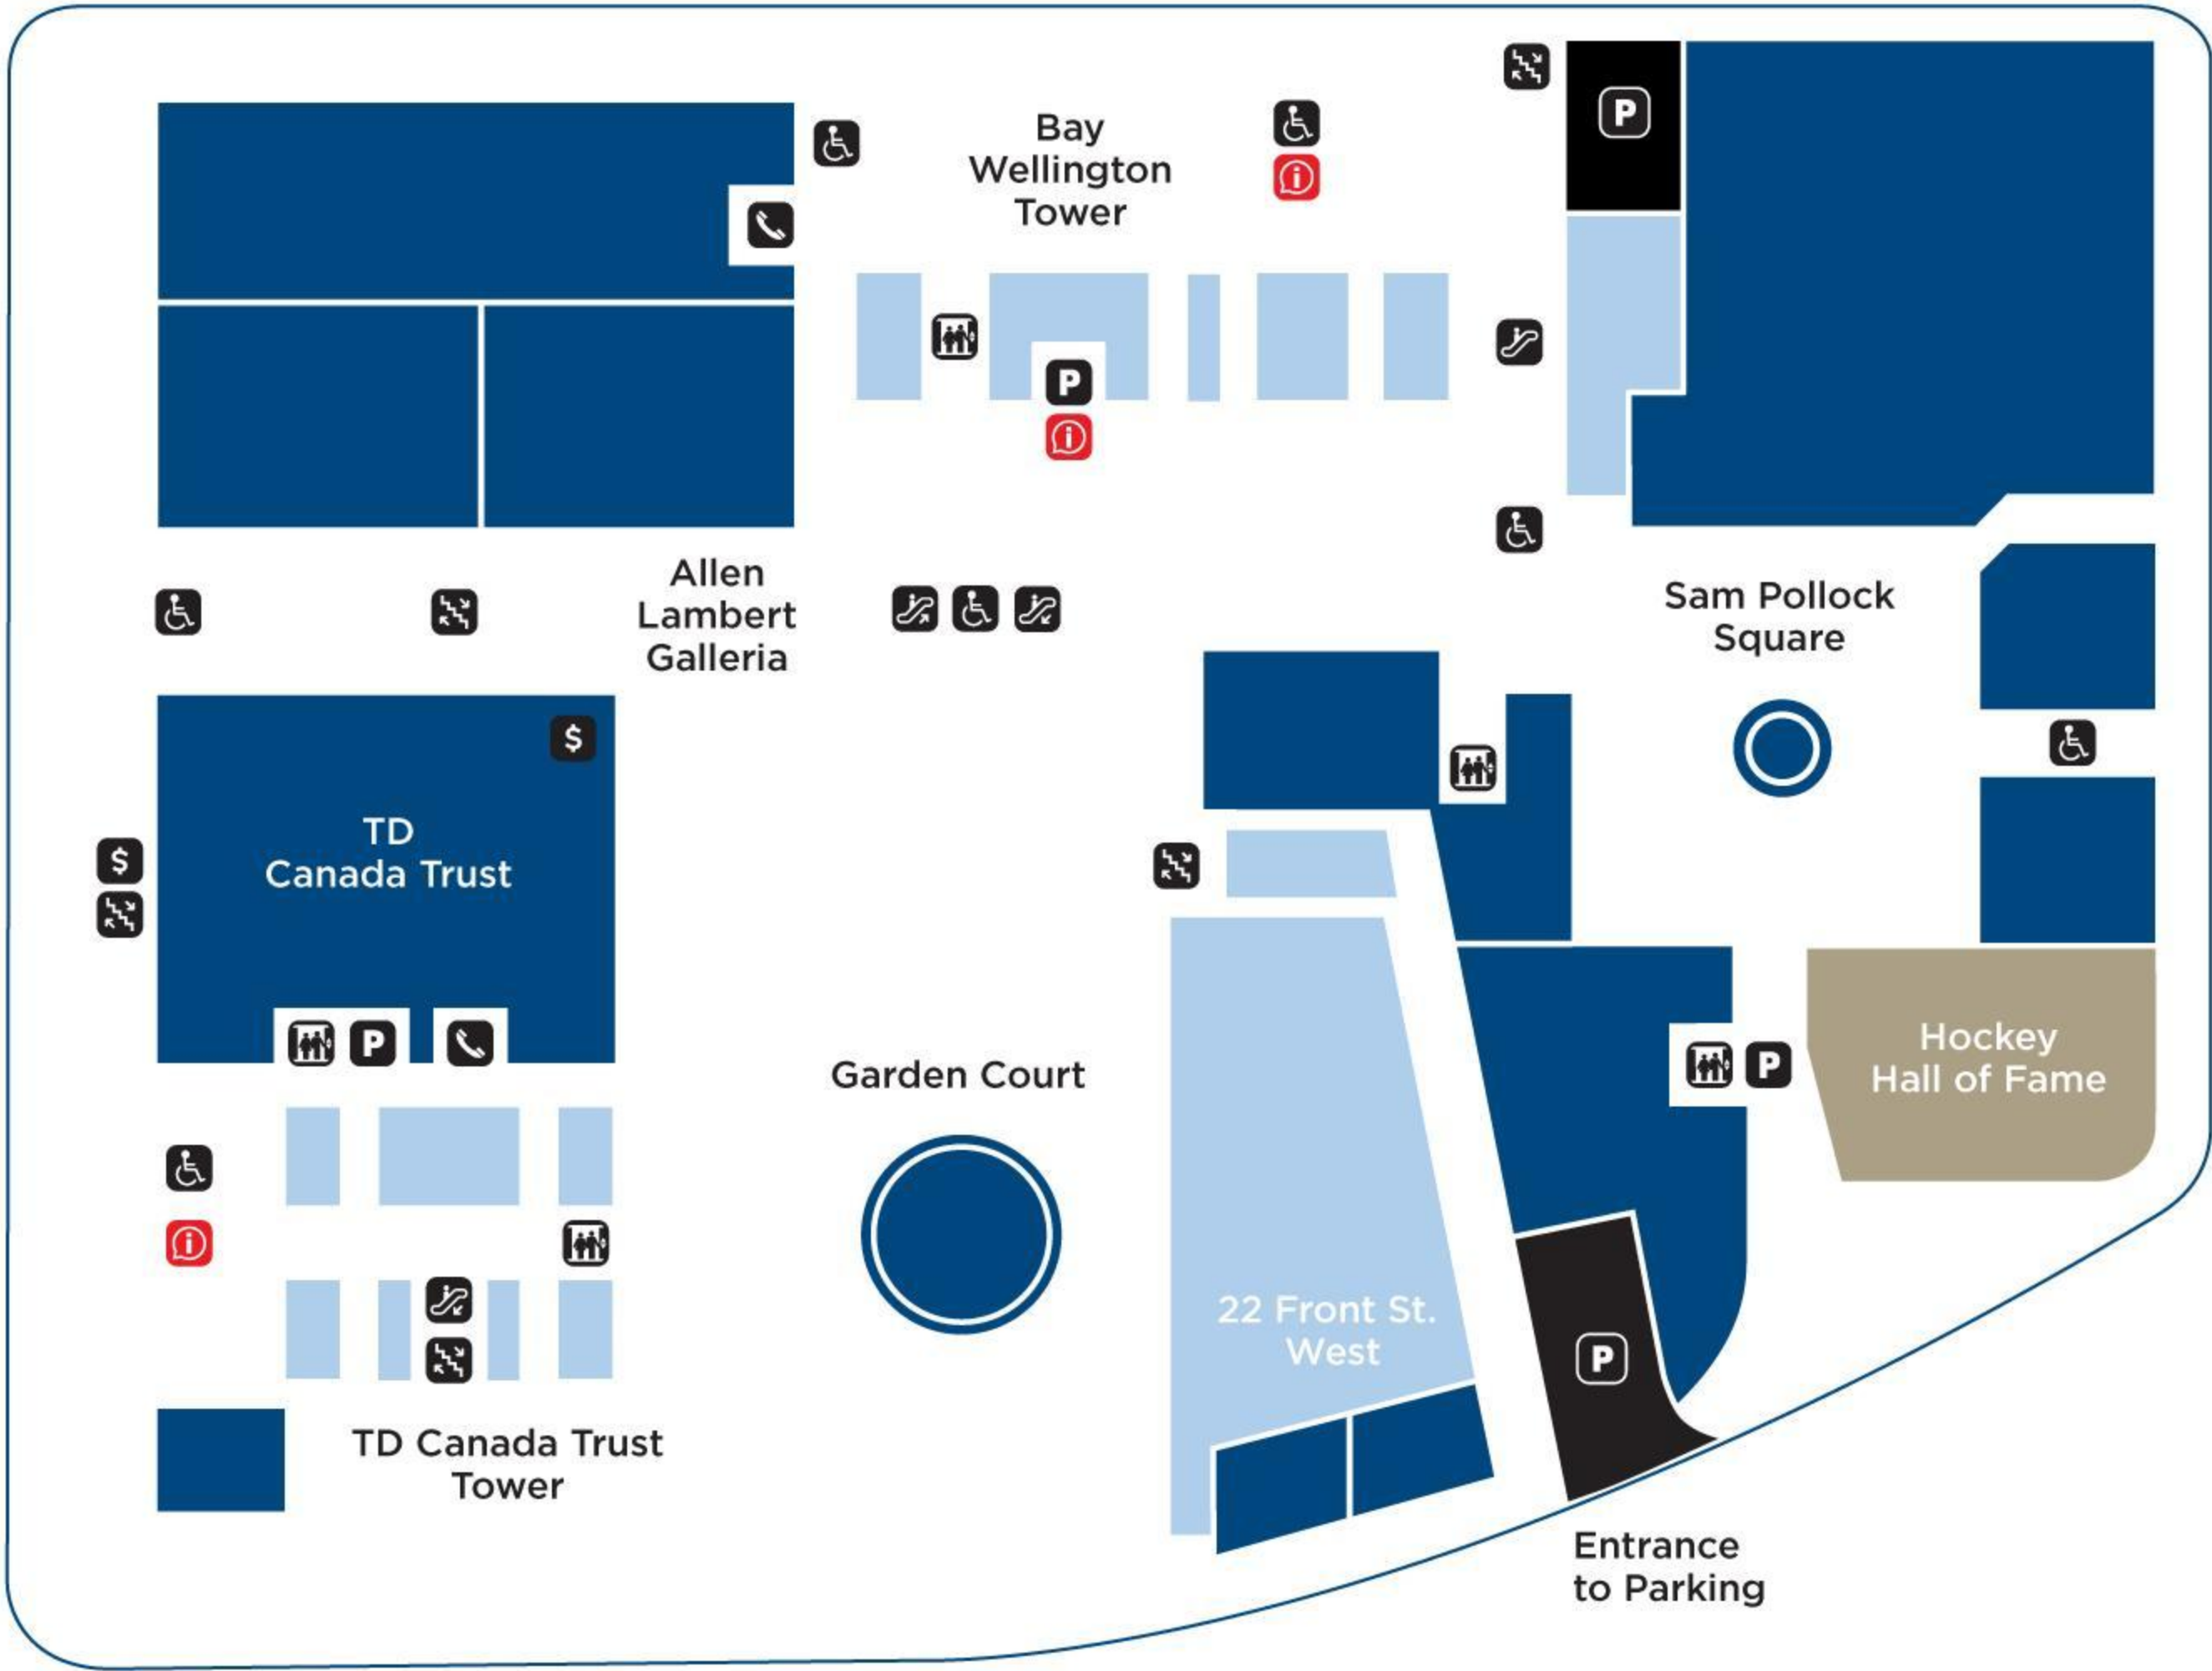 Bay
Wellington
Tower
P
P
Allen
Lambert
Galleria
Sam Pollock
Square
$
TD
Canada Trust
$
P
Garden Court
P
Hockey
Hall of Fame
22 Front St.
West
P
TD Canada Trust
Tower
Entrance
to Parking